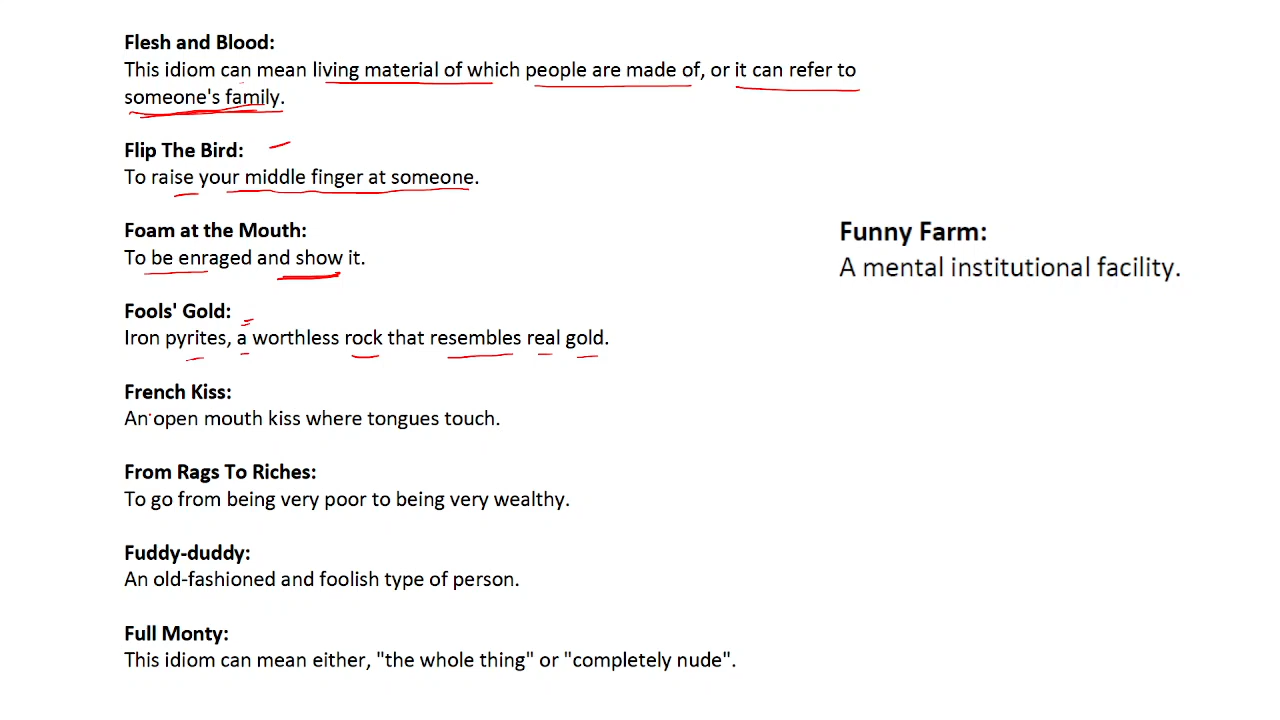 Flesh and Blood:
This idiom can mean living material of which people are made of, or it can refer to
someone's family.
Flip The Bird:
To raise your middle finger at someone.
Foam at the Mouth:
To be enraged and show it.
Fools' Gold:
Iron pyrites, a worthless rock that resembles real gold.
French Kiss:
An open mouth kiss where tongues touch.
From Rags To Riches:
To go from being very poor to being very wealthy.
Fuddy-duddy:
An old-fashioned and foolish type of person.
Full Monty:
This idiom can mean either, "the whole thing" or "completely nude".
Funny Farm:
A mental institutional facility.